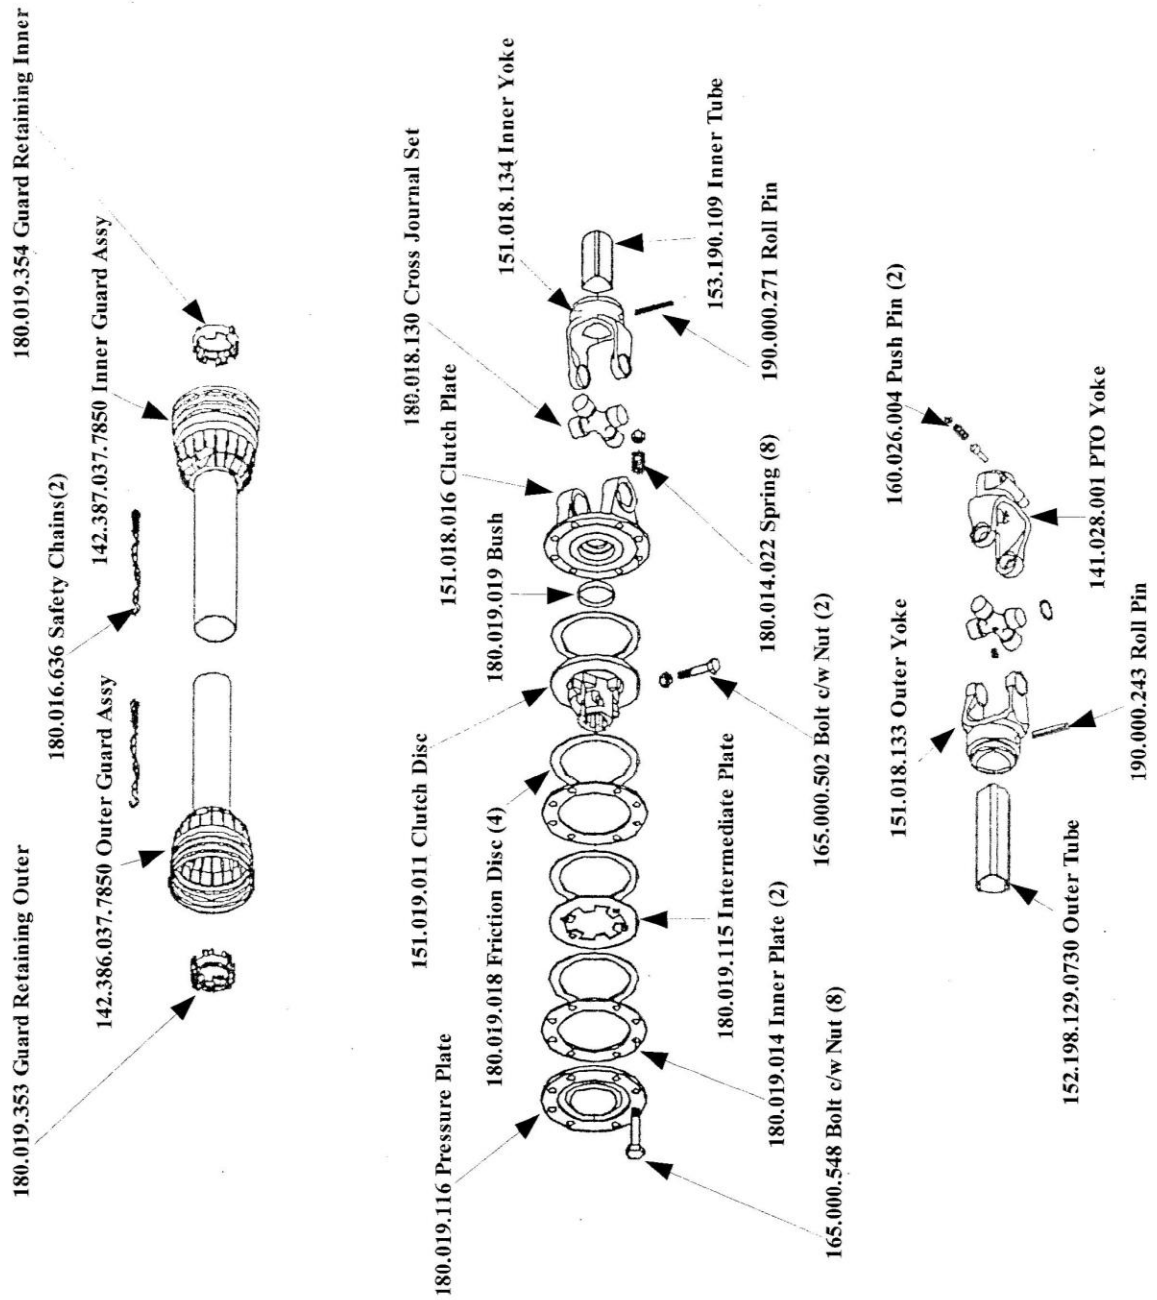 180.019.353 Guard Retaining Outer
180.019.354 Guard Retaining Inner
180.016.636 Safety Chains(2)
142.386.037.7850 Outer Guard Assy
142.387.037.7850 Inner Guard Assy
180.018.130 Cross Journal Set
151.019.011 Clutch Disc
151.018.016 Clutch Plate
180.019.116 Pressure Plate
180.019.018 Friction Disc (4)
180.019.019 Bush
151.018.134 Inner Yoke
153.190.109 Inner Tube
180.019.115 Intermediate Plate
180.014.022 Spring (8)
190.000.271 Roll Pin
180.019.014 Inner Plate (2)
165.000.502 Bolt c/w Nut (2)
165.000.548 Bolt c/w Nut (8)
151.018.133 Outer Yoke
160.026.004 Push Pin (2)
152.198.129.0730 Outer Tube
141.028.001 PTO Yoke
190.000.243 Roll Pin